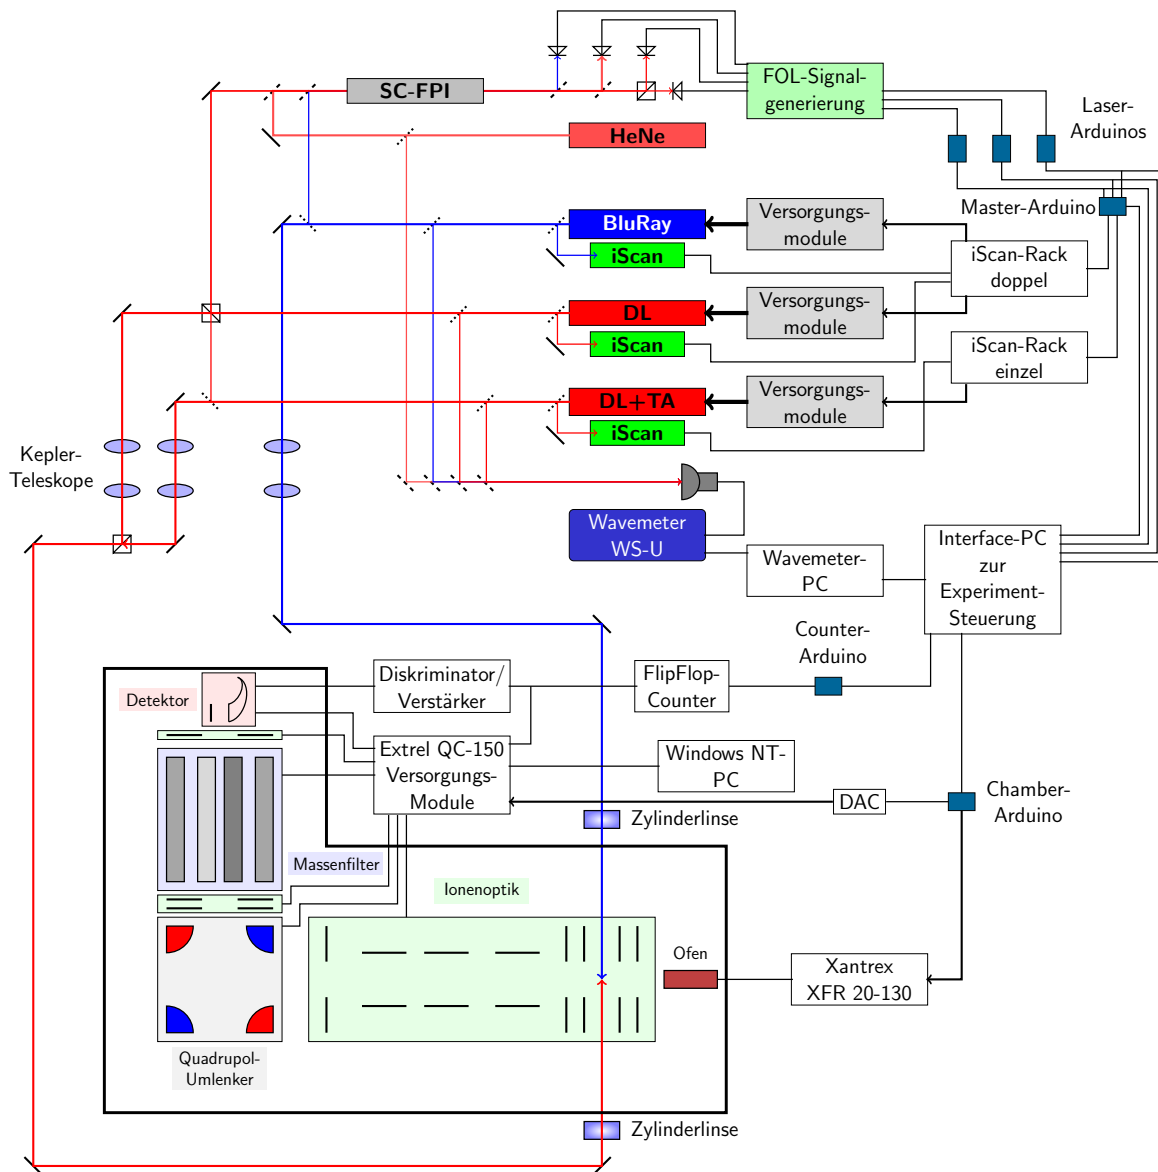 SC-FPI
FOL-Signal-
generierung
Laser-
Arduinos
HeNe
Master-Arduino
BluRay
Versorgungs-
module
iScan
iScan-Rack
doppel
DL
Versorgungs-
module
iScan
iScan-Rack
einzel
DL+TA
Versorgungs-
module
iScan
Kepler-
Teleskope
Wavemeter
WS-U
Wavemeter-
PC
Interface-PC
zur
Experiment-
Steuerung
Counter-
Arduino
Detektor
Diskriminator/
Verstärker
FlipFlop-
Counter
Extrel QC-150
Versorgungs-
Module
Windows NT-
PC
DAC
Chamber-
Arduino
Zylinderlinse
Massenfilter
Ionenoptik
Ofen
Xantrex
XFR 20-130
Quadrupol-
Umlenker
Zylinderlinse